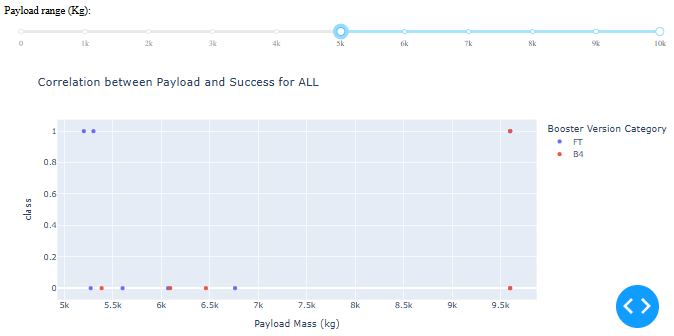 Payload range (Kg):
0 1k 2k 3k 4k 5k 6k 7k 8k 9k 10k
Correlation between Payload and Success for ALL
Booster Version Category
FT
B4
1
0.8
0.6
0.4
0.2
0
class
5k 5.5k 6k 6.5k 7k 7.5k 8k 8.5k 9k 9.5k
Payload Mass (kg)